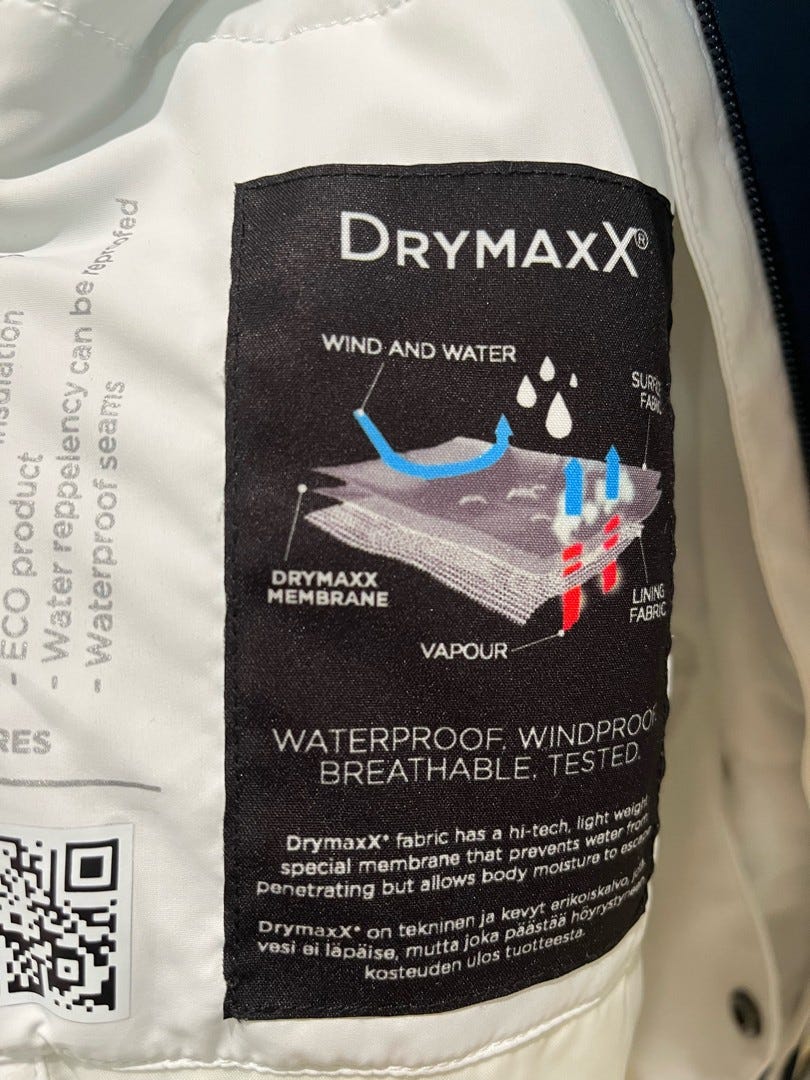 DRYMAXX®
WIND AND WATER
SURFACE
FABRIC
DRYMAXX
MEMBRANE
LINING
FABRIC
VAPOUR
WATERPROOF. WINDPROOF.
BREATHABLE. TESTED.
DrymaxX® fabric has a hi-tech, light weight
special membrane that prevents water from
penetrating but allows body moisture to escape.
DrymaxX® on tekninen ja kevyt erikoiskalvo, jota
vesi ei läpäise, mutta joka päästää höyrystyneen
kosteuden ulos tuotteesta.
- ECO product
- Water reppelency can be reproofed
- Waterproof seams